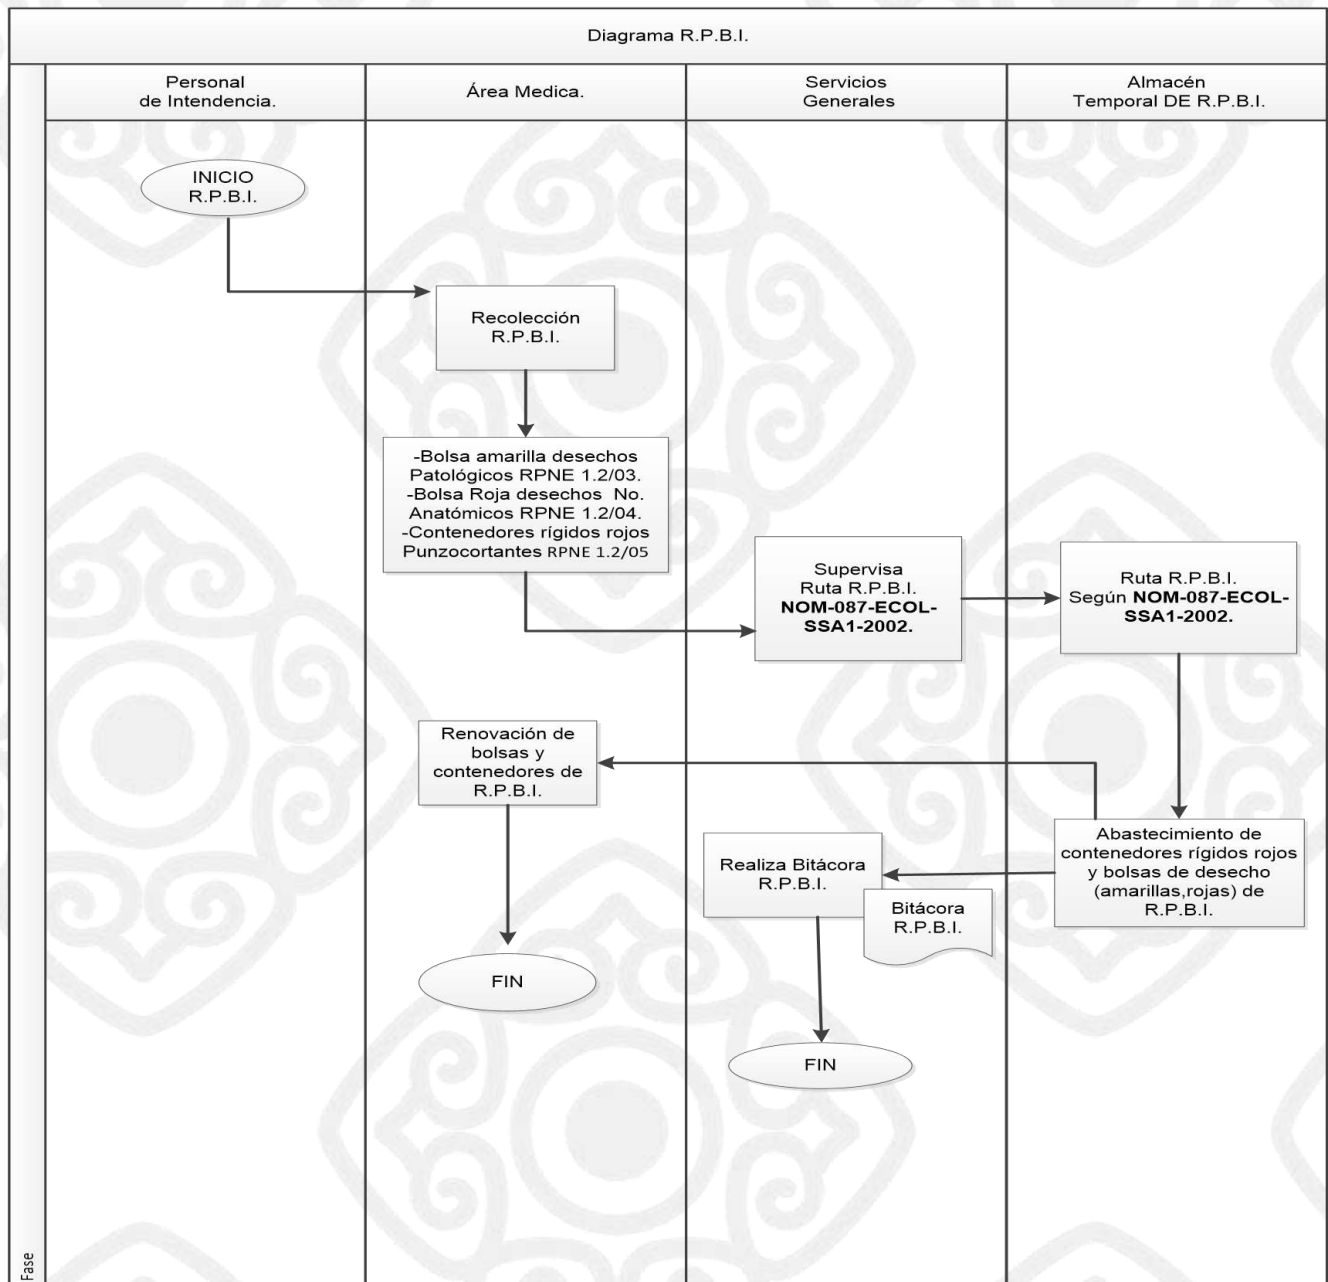 Diagrama R.P.B.I.
Personal
de Intendencia.
Área Medica.
Servicios
Generales
Almacén
Temporal DE R.P.B.I.
INICIO
R.P.B.I.
Recolección
R.P.B.I.
-Bolsa amarilla desechos
Patológicos RPNE 1.2/03.
-Bolsa Roja desechos No.
Anatómicos RPNE 1.2/04.
-Contenedores rígidos rojos
Punzocortantes RPNE 1.2/05
Supervisa
Ruta R.P.B.I.
NOM-087-ECOL-
SSA1-2002.
Ruta R.P.B.I.
Según NOM-087-ECOL-
SSA1-2002.
Renovación de
bolsas y
contenedores de
R.P.B.I.
Abastecimiento de
contenedores rígidos rojos
y bolsas de desecho
(amarillas,rojas) de
R.P.B.I.
Realiza Bitácora
R.P.B.I.
Bitácora
R.P.B.I.
FIN
FIN
Fase